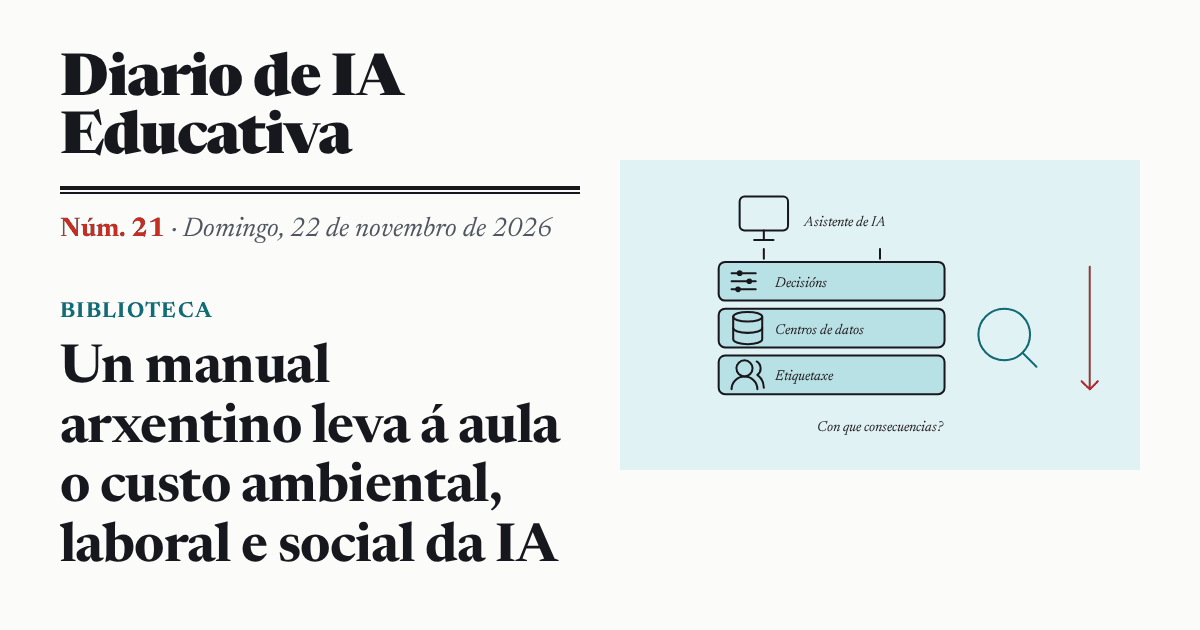 Diario de IA
Educativa
Núm. 21 · Domingo, 22 de novembro de 2026
BIBLIOTECA
Un manual
arxentino leva á aula
o custo ambiental,
laboral e social da IA
Asistente de IA
Decisións
Centros de datos
Etiquetaxe
Con que consecuencias?